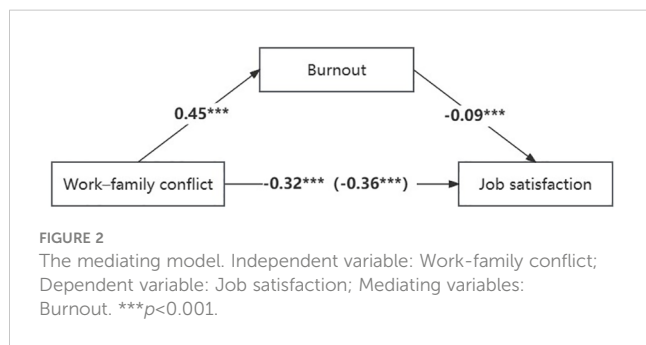 Burnout
0.45***
-0.09***
Work–family conflict
-0.32*** (-0.36***)
Job satisfaction
FIGURE 2
The mediating model. Independent variable: Work-family conflict;
Dependent variable: Job satisfaction; Mediating variables:
Burnout. ***p<0.001.